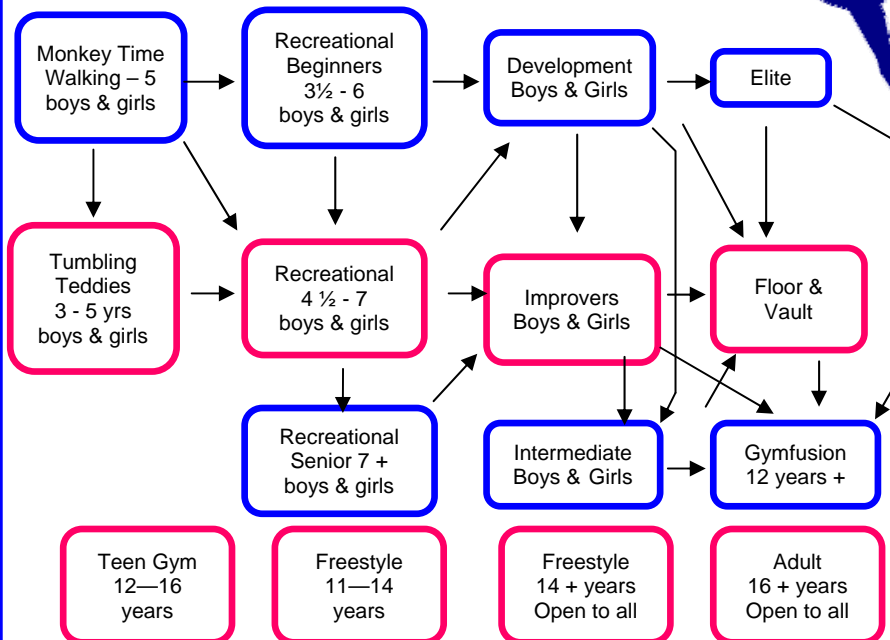 Monkey Time
Walking – 5
boys & girls
Recreational
Beginners
3½ - 6
boys & girls
Development
Boys & Girls
Elite
Tumbling
Teddies
3 - 5 yrs
boys & girls
Recreational
4 ½ - 7
boys & girls
Improvers
Boys & Girls
Floor &
Vault
Recreational
Senior 7 +
boys & girls
Intermediate
Boys & Girls
Gymfusion
12 years +
Teen Gym
12—16
years
Freestyle
11—14
years
Freestyle
14 + years
Open to all
Adult
16 + years
Open to all